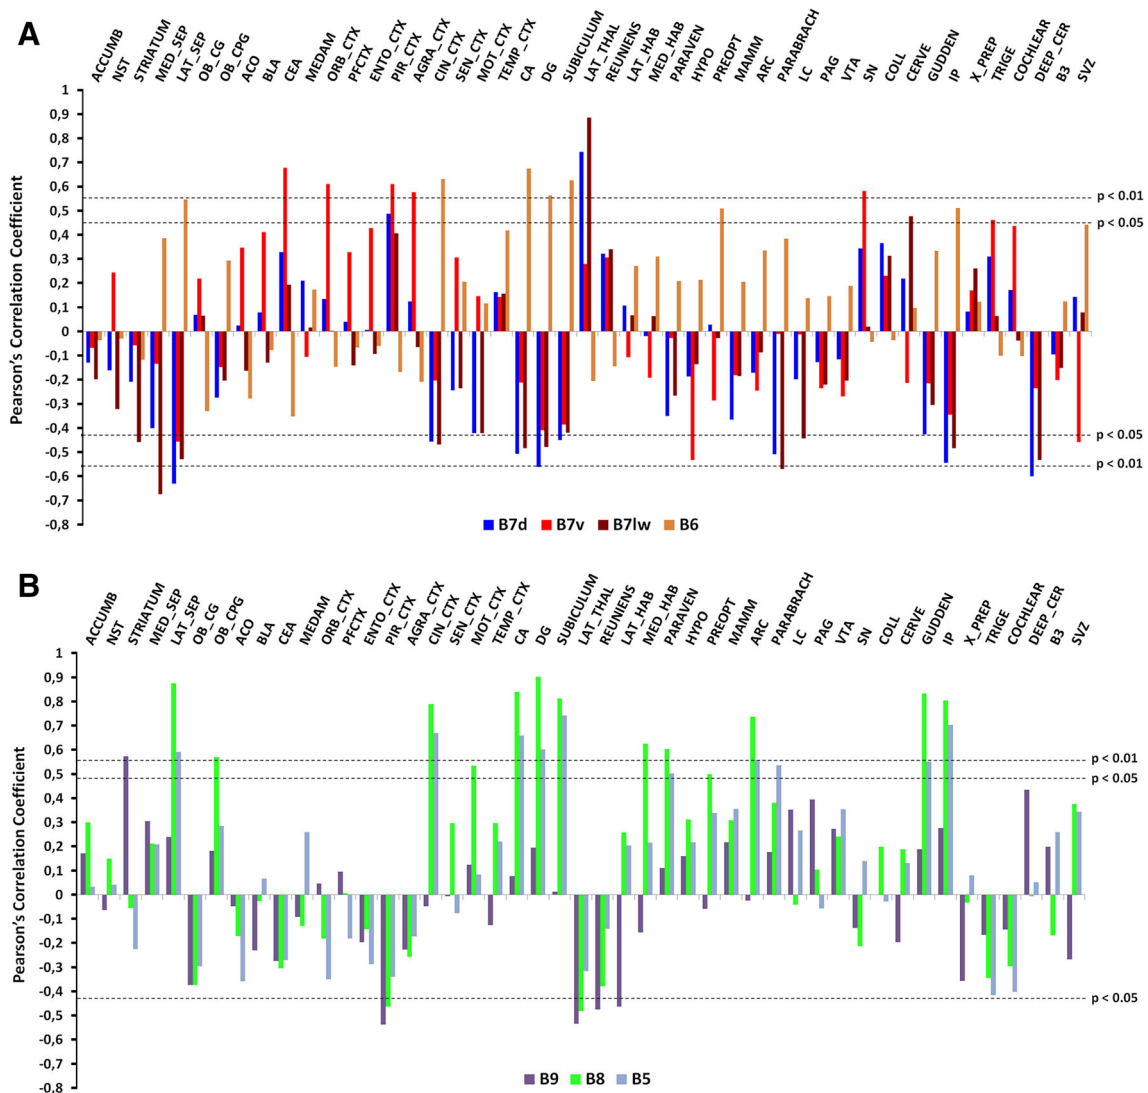 A
ACCUMB
NST
STRIATUM
MED_SEP
LAT_SEP
OB_CG
OB_CPG
ACO
BLA
CEA
MEDAM
ORB_CTX
PFCTX
ENTO_CTX
PIR_CTX
AGRA_CTX
CIN_CTX
SEN_CTX
MOT_CTX
TEMP_CTX
CA
DG
SUBICULUM
LAT_THAL
REUNIENS
LAT_HAB
MED_HAB
PARAVEN
HYPO
PREOPT
MAMM
ARC
PARABRACH
LC
PAG
VTA
SN
COLL
CERVE
GUDDEN
IP
X_PREP
TRIGE
COCHLEAR
DEEP_CER
B3
SVZ
Pearson's Correlation Coefficient
1
0,9
0,8
0,7
0,6
0,5
0,4
0,3
0,2
0,1
0
-0,1
-0,2
-0,3
-0,4
-0,5
-0,6
-0,7
-0,8
p < 0.01
p < 0.05
p < 0.05
p < 0.01
B7d B7v B7lw B6
B
ACCUMB
NST
STRIATUM
MED_SEP
LAT_SEP
OB_CG
OB_CPG
ACO
BLA
CEA
MEDAM
ORB_CTX
PFCTX
ENTO_CTX
PIR_CTX
AGRA_CTX
CIN_CTX
SEN_CTX
MOT_CTX
TEMP_CTX
CA
DG
SUBICULUM
LAT_THAL
REUNIENS
LAT_HAB
MED_HAB
PARAVEN
HYPO
PREOPT
MAMM
ARC
PARABRACH
LC
PAG
VTA
SN
COLL
CERVE
GUDDEN
IP
X_PREP
TRIGE
COCHLEAR
DEEP_CER
B3
SVZ
Pearson's Correlation Coefficient
1
0,9
0,8
0,7
0,6
0,5
0,4
0,3
0,2
0,1
0
-0,1
-0,2
-0,3
-0,4
-0,5
-0,6
-0,7
-0,8
p < 0.01
p < 0.05
p < 0.05
B9 B8 B5